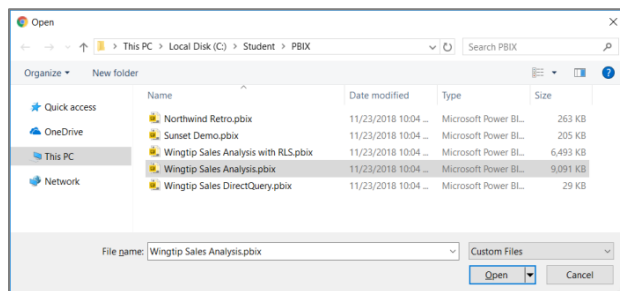 Open
This PC > Local Disk (C:) > Student > PBIX
Search PBIX
Organize
New folder
Name Date modified Type Size
Quick access
OneDrive
This PC
Network
Northwind Retro.pbix 11/23/2018 10:04 ... Microsoft Power BI... 263 KB
Sunset Demo.pbix 11/23/2018 10:04 ... Microsoft Power BI... 205 KB
Wingtip Sales Analysis with RLS.pbix 11/23/2018 10:04 ... Microsoft Power BI... 6,493 KB
Wingtip Sales Analysis.pbix 11/23/2018 10:04 ... Microsoft Power BI... 9,091 KB
Wingtip Sales DirectQuery.pbix 11/23/2018 10:04 ... Microsoft Power BI... 29 KB
File name: Wingtip Sales Analysis.pbix
Custom Files
Open
Cancel